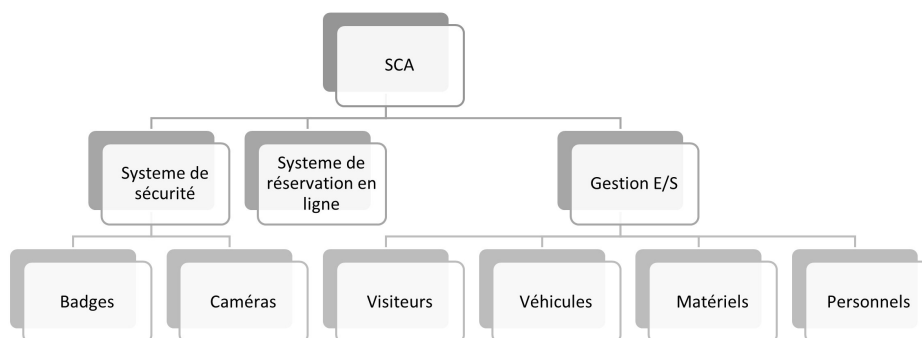 SCA
Systeme de
sécurité
Systeme de
réservation en
ligne
Gestion E/S
Badges
Caméras
Visiteurs
Véhicules
Matériels
Personnels